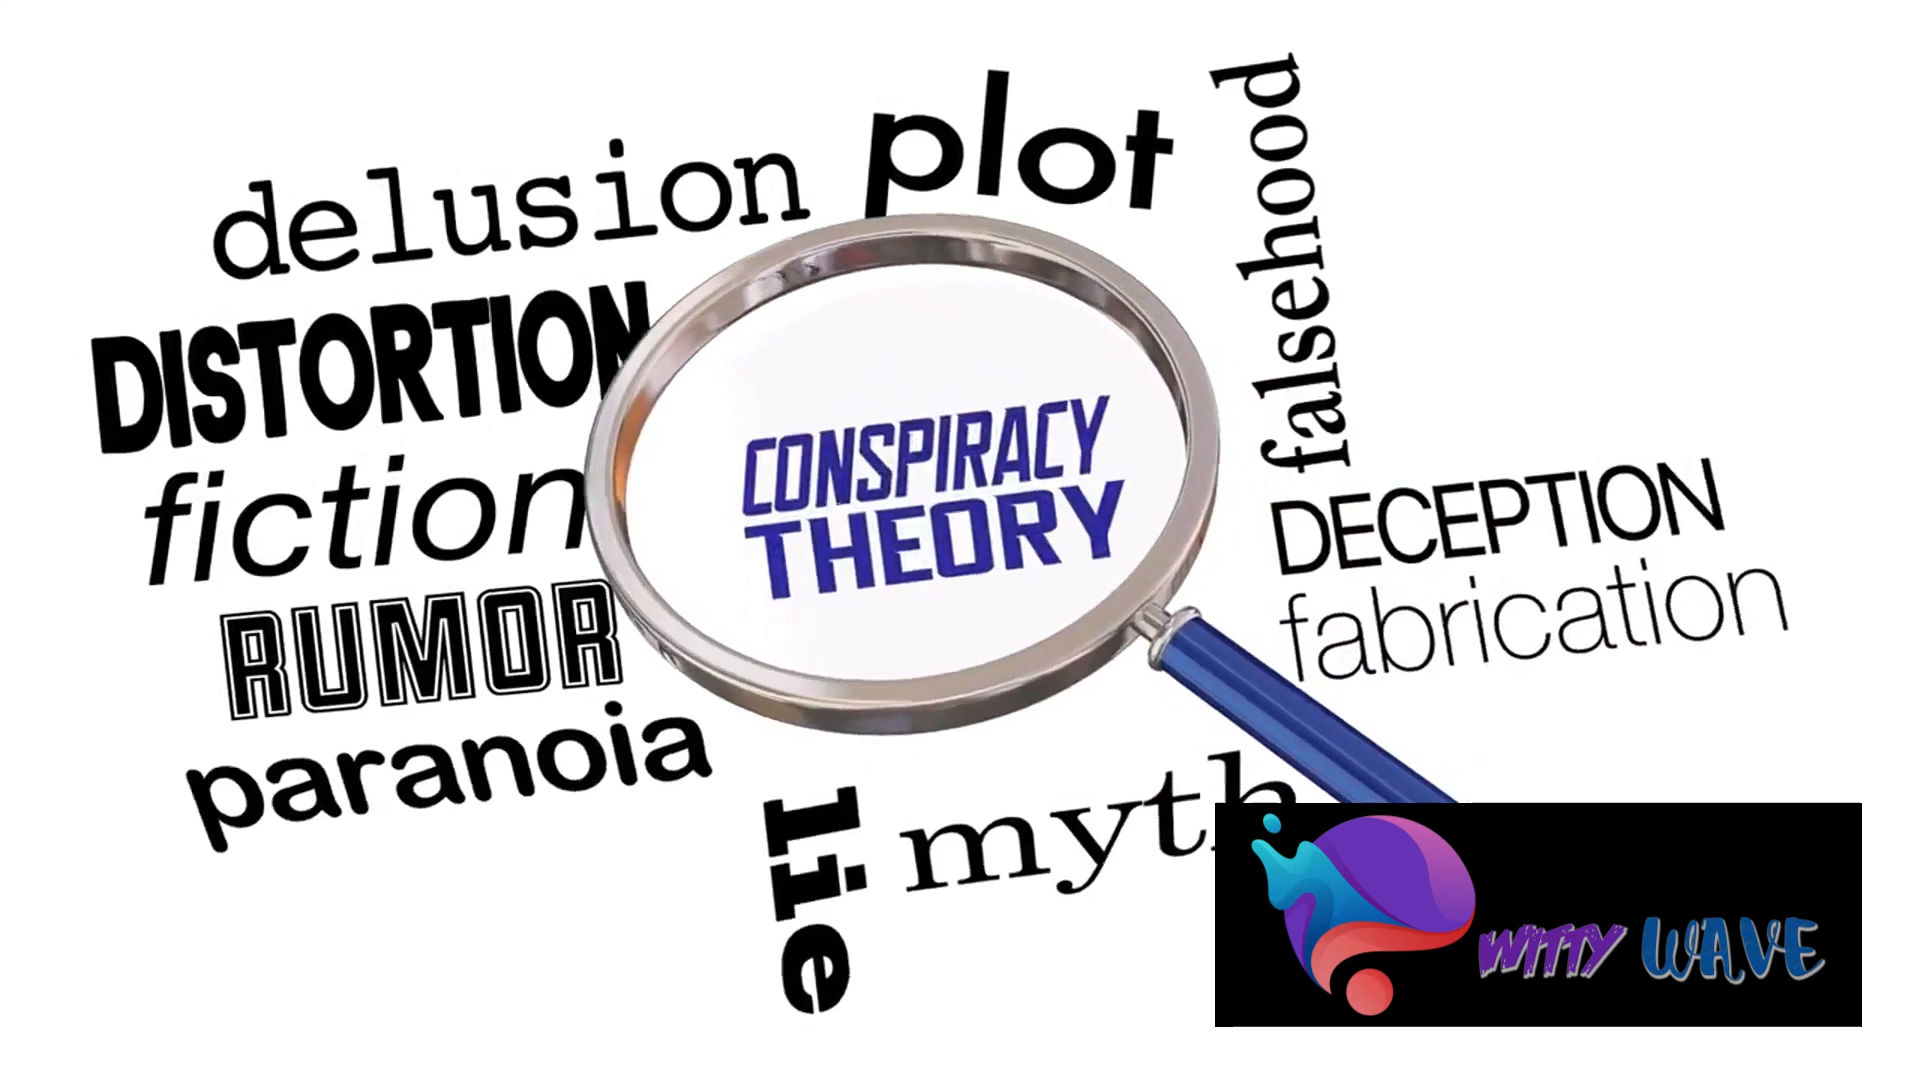 delusion
plot
falsehood
DISTORTION
CONSPIRACY
THEORY
fiction
DECEPTION
fabrication
RUMOR
paranoia
lie
myth
WITTY WAVE